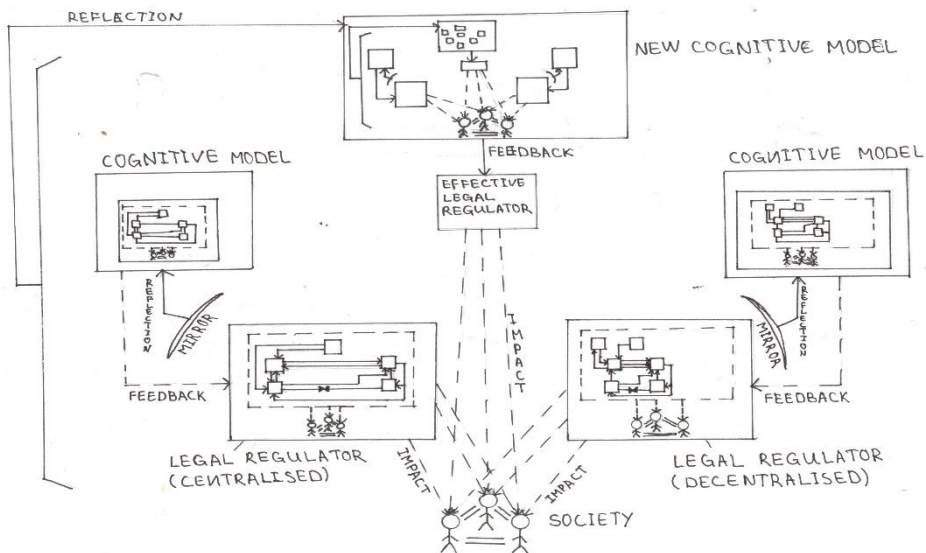 REFLECTION
NEW COGNITIVE MODEL
FEEDBACK
COGNITIVE MODEL
COGNITIVE MODEL
EFFECTIVE
LEGAL
REGULATOR
REFLECTION
MIRROR
REFLECTION
MIRROR
IMPACT
FEEDBACK
FEEDBACK
LEGAL REGULATOR
(CENTRALISED)
IMPACT
IMPACT
LEGAL REGULATOR
(DECENTRALISED)
SOCIETY